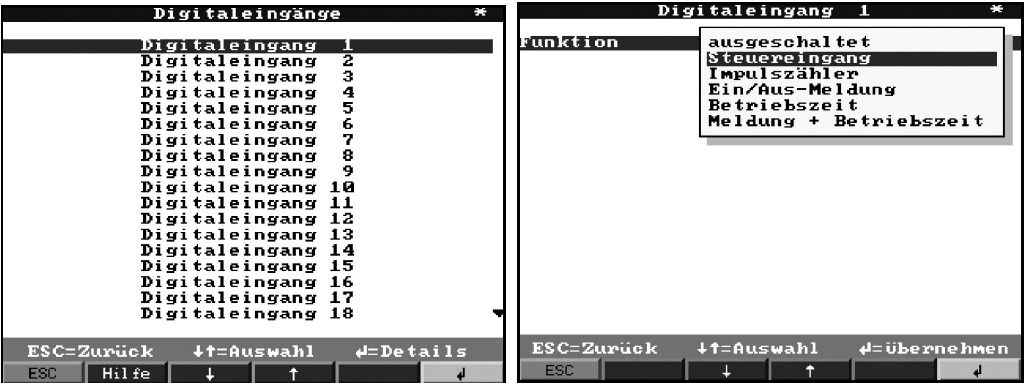 Digitaleingänge *
Digitaleingang 1
Digitaleingang 2
Digitaleingang 3
Digitaleingang 4
Digitaleingang 5
Digitaleingang 6
Digitaleingang 7
Digitaleingang 8
Digitaleingang 9
Digitaleingang 10
Digitaleingang 11
Digitaleingang 12
Digitaleingang 13
Digitaleingang 14
Digitaleingang 15
Digitaleingang 16
Digitaleingang 17
Digitaleingang 18
ESC=Zurück ↓↑=Auswahl ↲=Details
ESC Hilfe ↓ ↑ ↲
Digitaleingang 1 *
Funktion
ausgeschaltet
Steuereingang
Impulszähler
Ein/Aus-Meldung
Betriebszeit
Meldung + Betriebszeit
ESC=Zurück ↓↑=Auswahl ↲=übernehmen
ESC ↓ ↑ ↲